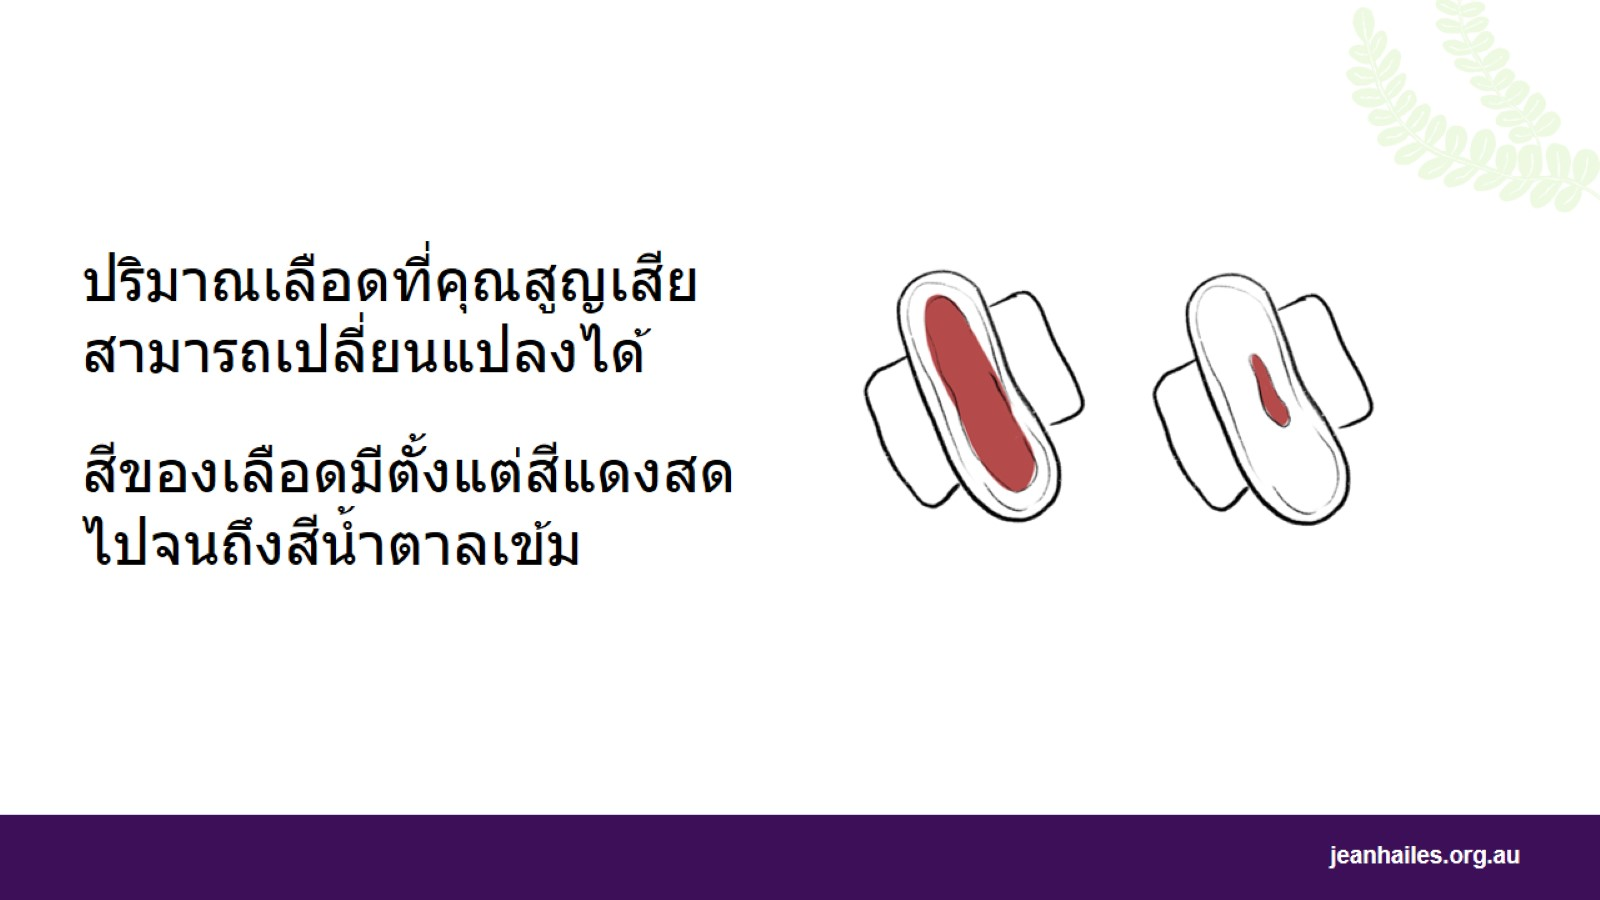 ปริมาณเลือดที่คุณสูญเสีย
สามารถเปลี่ยนแปลงได้
สีของเลือดมีตั้งแต่สีแดงสด
ไปจนถึงสีน้ำตาลเข้ม
jeanhailes.org.au